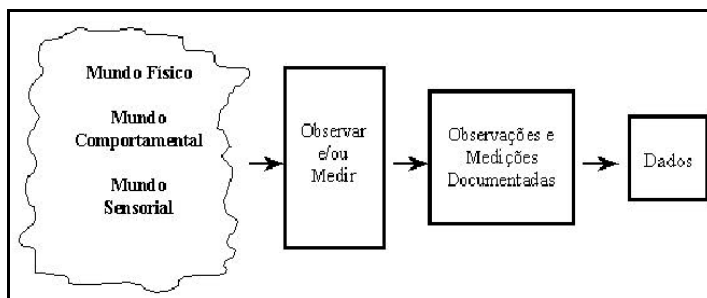 Mundo Físico
Mundo
Comportamental
Mundo
Sensorial
Observar
e/ou
Medir
Observações e
Medições
Documentadas
Dados